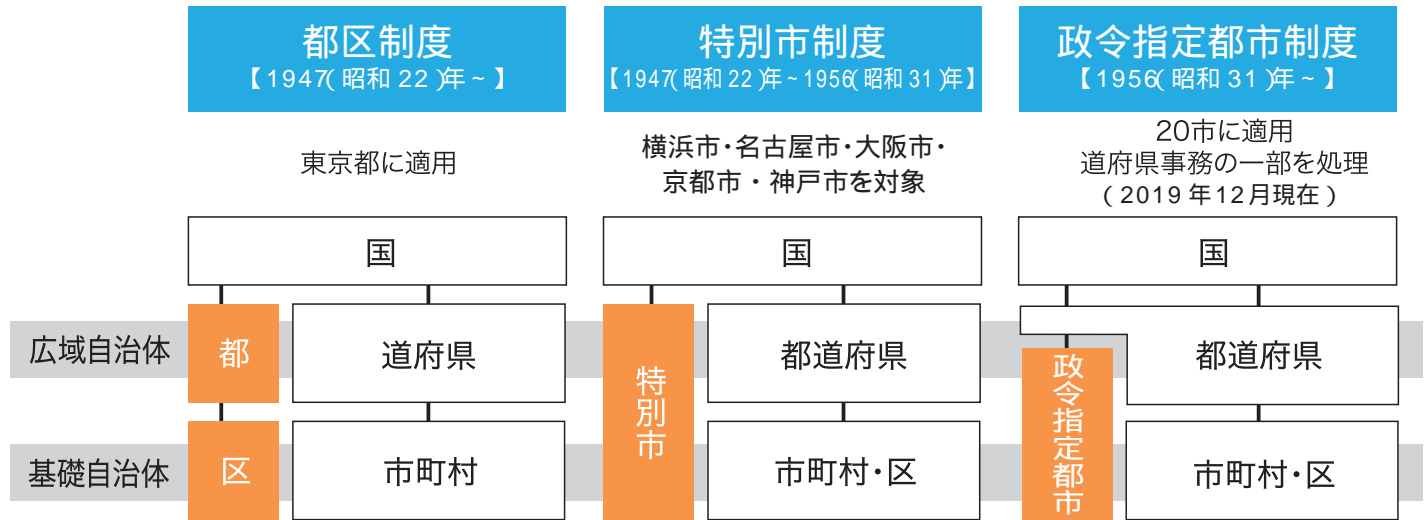 都区制度
【1947(昭和22)年~】
東京都に適用
特別市制度
【1947(昭和22)年~1956(昭和31)年】
横浜市・名古屋市・大阪市・
京都市・神戸市を対象
政令指定都市制度
【1956(昭和31)年~】
20市に適用
道府県事務の一部を処理
(2019年12月現在)
国
国
国
広域自治体
都
道府県
特別市
都道府県
政令指定都市
都道府県
基礎自治体
区
市町村
市町村・区
市町村・区